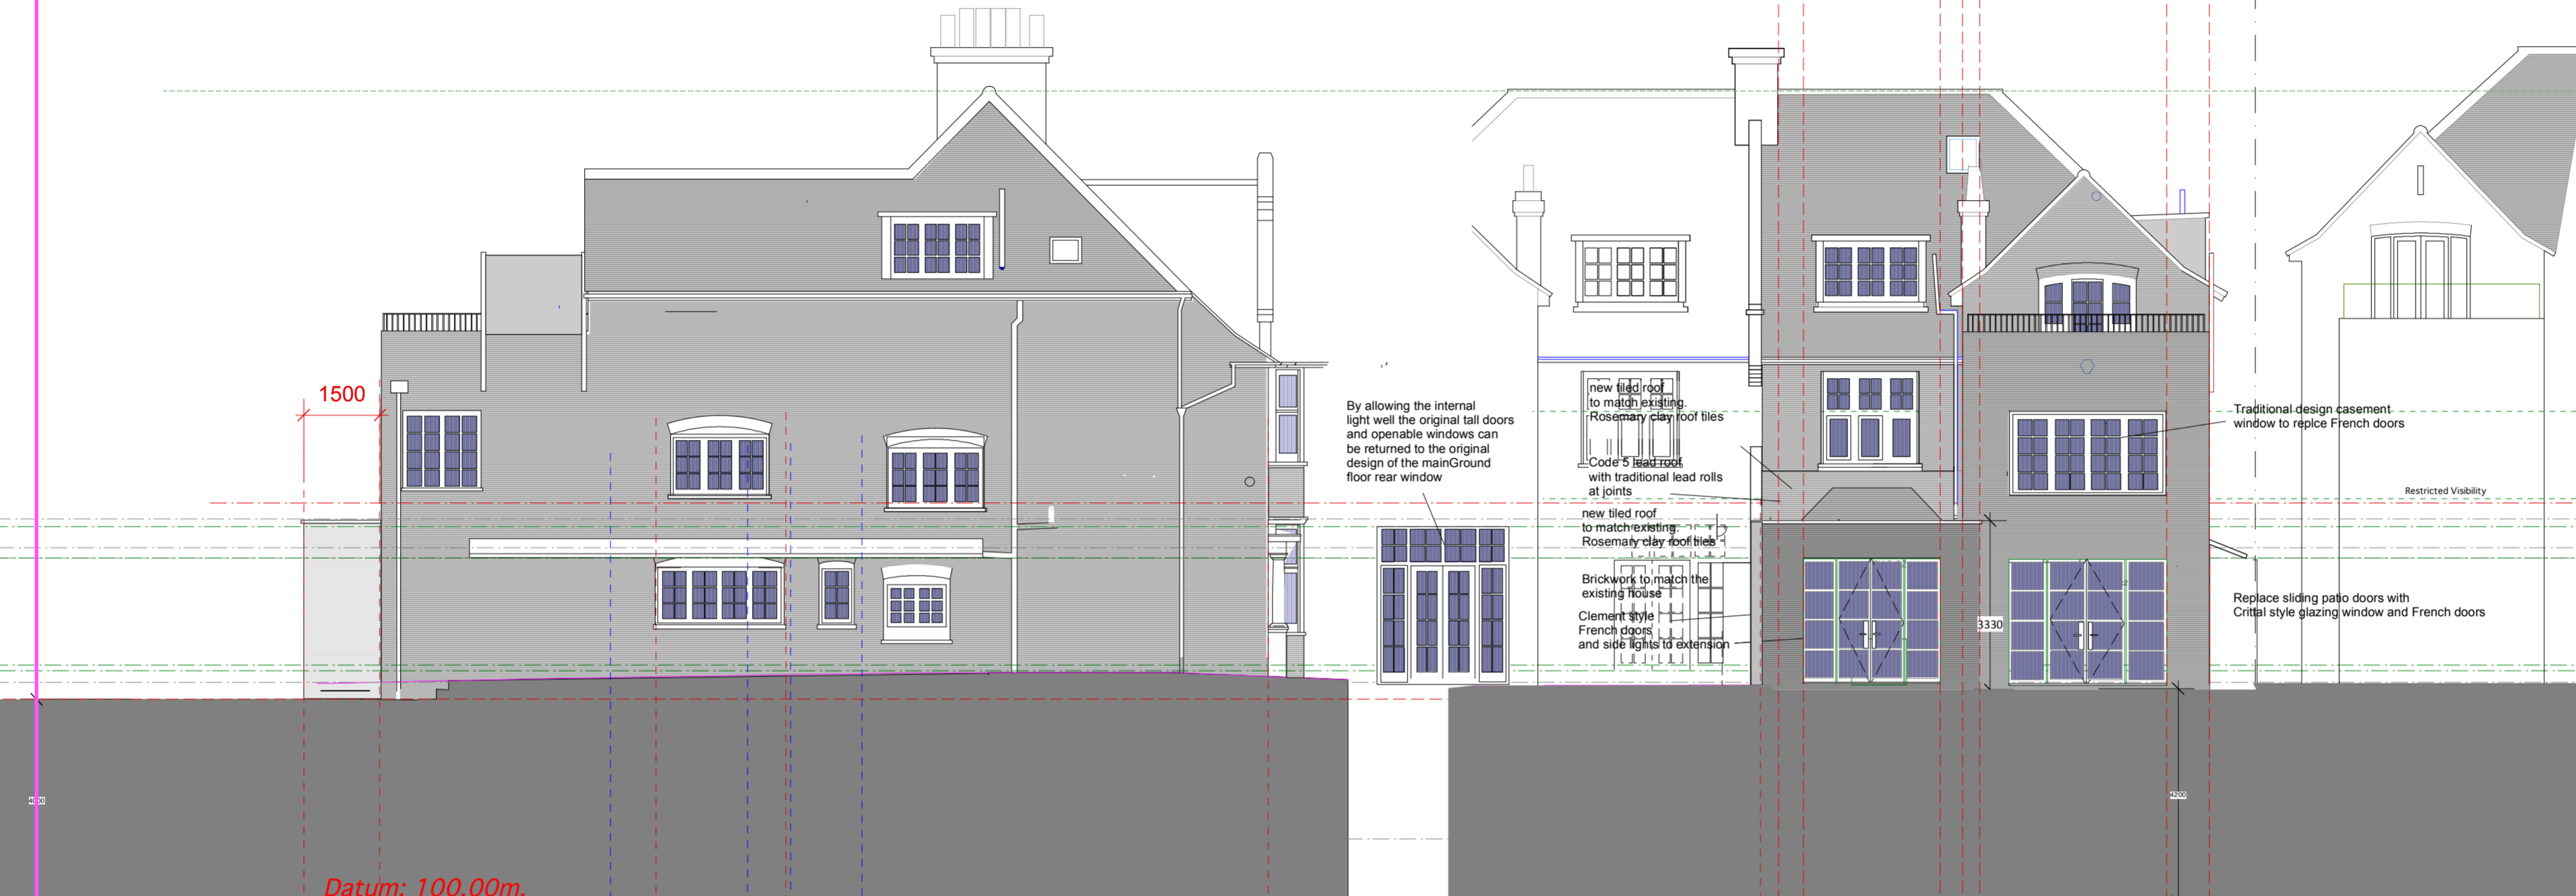 1500
By allowing the internal
light well the original tall doors
and openable windows can
be returned to the original
design of the mainGround
floor rear window
new tiled roof
to match existing.
Rosemary clay roof tiles
Code 5 lead roof
with traditional lead rolls
at joints
new tiled roof
to match existing.
Rosemary clay roof tiles
Brickwork to match the
existing house
Clement style
French doors
and side lights to extension
3330
Traditional design casement
window to replce French doors
Restricted Visibility
Replace sliding patio doors with
Crittal style glazing window and French doors
4200
Datum: 100.00m.